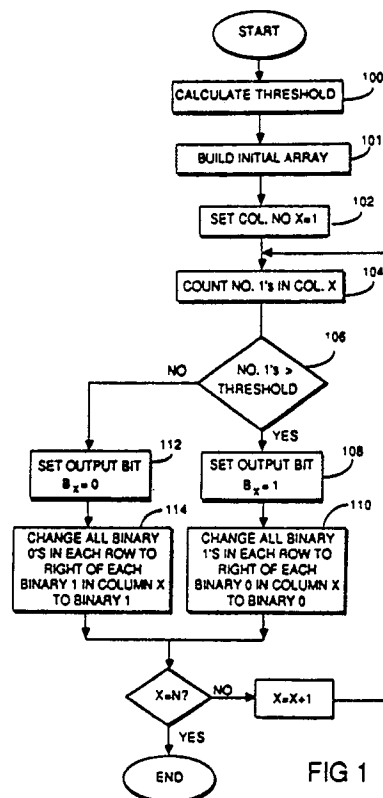 START
100
CALCULATE THRESHOLD
101
BUILD INITIAL ARRAY
102
SET COL. NO X=1
104
COUNT NO. 1's IN COL. X
106
NO. 1's >
THRESHOLD
NO
YES
112
SET OUTPUT BIT
Bx = 0
108
SET OUTPUT BIT
Bx = 1
114
CHANGE ALL BINARY
0'S IN EACH ROW TO
RIGHT OF EACH
BINARY 1 IN COLUMN X
TO BINARY 1
110
CHANGE ALL BINARY
1'S IN EACH ROW TO
RIGHT OF EACH
BINARY 0 IN COLUMN X
TO BINARY 0
X=N?
NO
X=X+1
YES
END
FIG 1